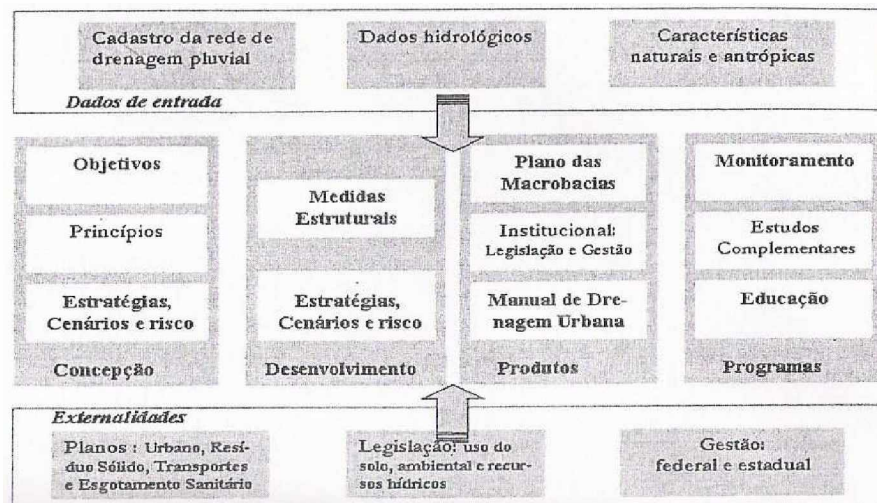 Cadastro da rede de
drenagem pluvial
Dados hidrológicos
Características
naturais e antrópicas
Dados de entrada
Objetivos
Princípios
Estratégias,
Cenários e risco
Concepção
Medidas
Estruturais
Estratégias,
Cenários e risco
Desenvolvimento
Plano das
Macrobacias
Institucional:
Legislação e Gestão
Manual de Dre-
nagem Urbana
Produtos
Monitoramento
Estudos
Complementares
Educação
Programas
Externalidades
Planos : Urbano, Resí-
duo Sólido, Transportes
e Esgotamento Sanitário
Legislação: uso do
solo, ambiental e recur-
sos hídricos
Gestão:
federal e estadual